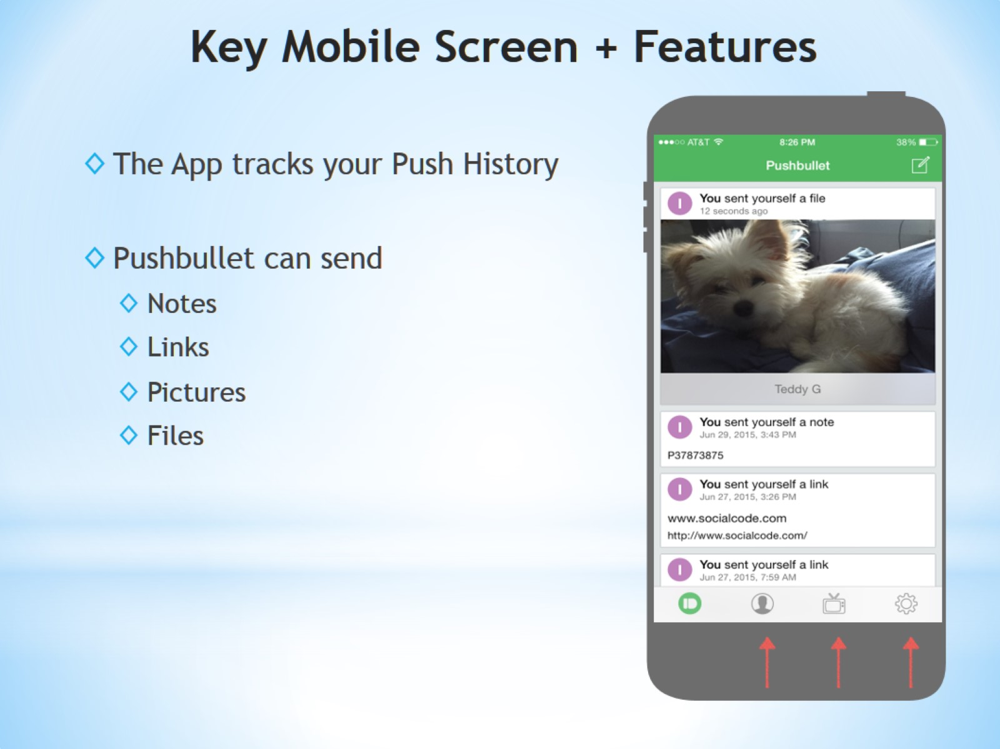 Key Mobile Screen + Features
The App tracks your Push History
Pushbullet can send
Notes
Links
Pictures
Files
AT&T 8:26 PM 38%
Pushbullet
I You sent yourself a file
12 seconds ago
Teddy G
I You sent yourself a note
Jun 29, 2015, 3:43 PM
P37873875
I You sent yourself a link
Jun 27, 2015, 3:26 PM
www.socialcode.com
http://www.socialcode.com/
I You sent yourself a link
Jun 27, 2015, 7:59 AM